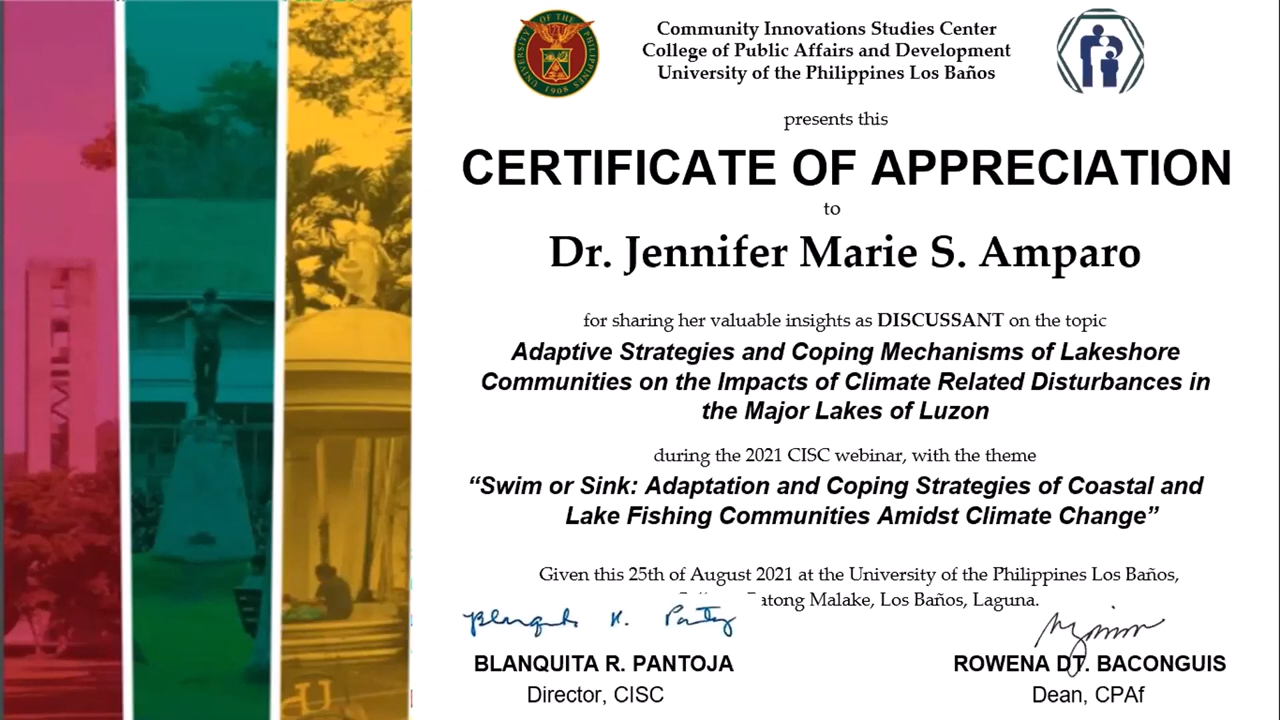 UNIVERSITY OF THE PHILIPPINES
1908
Community Innovations Studies Center
College of Public Affairs and Development
University of the Philippines Los Baños
presents this
CERTIFICATE OF APPRECIATION
to
Dr. Jennifer Marie S. Amparo
for sharing her valuable insights as DISCUSSANT on the topic
Adaptive Strategies and Coping Mechanisms of Lakeshore
Communities on the Impacts of Climate Related Disturbances in
the Major Lakes of Luzon
during the 2021 CISC webinar, with the theme
“Swim or Sink: Adaptation and Coping Strategies of Coastal and
Lake Fishing Communities Amidst Climate Change”
Given this 25th of August 2021 at the University of the Philippines Los Baños,
Malake, Los Baños, Laguna.
BLANQUITA R. PANTOJA
ROWENA DT. BACONGUIS
Director, CISC
Dean, CPAf